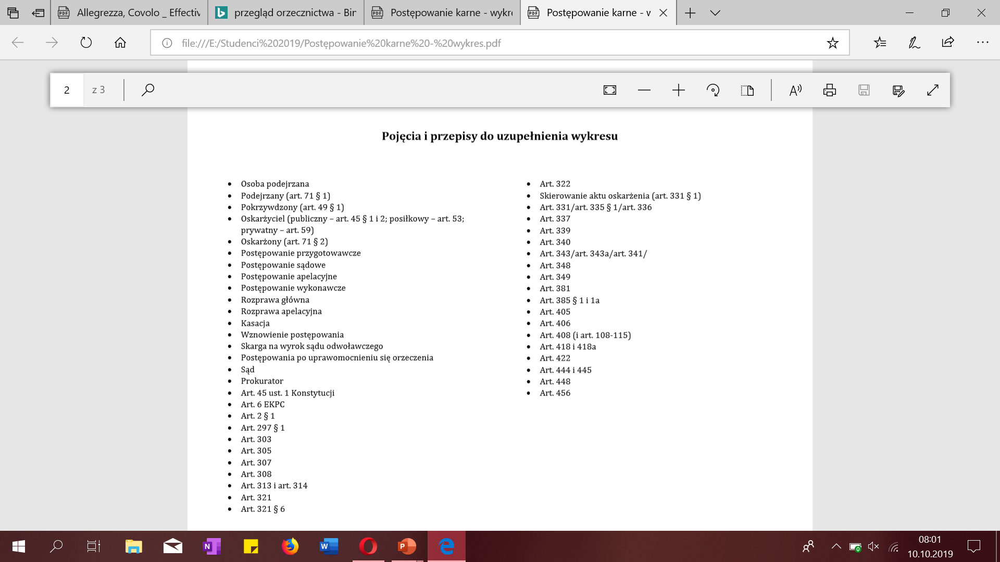 Allegrezza, Covolo _ Effectiv
przegląd orzecznictwa - Bin
Postępowanie karne - wykre
Postępowanie karne - w
file:///E:/Studenci%202019/Postępowanie%20karne%20-%20wykres.pdf
2 z 3
Pojęcia i przepisy do uzupełnienia wykresu
Osoba podejrzana
Podejrzany (art. 71 § 1)
Pokrzywdzony (art. 49 § 1)
Oskarżyciel (publiczny – art. 45 § 1 i 2; posiłkowy – art. 53;
prywatny – art. 59)
Oskarżony (art. 71 § 2)
Postępowanie przygotowawcze
Postępowanie sądowe
Postępowanie apelacyjne
Postępowanie wykonawcze
Rozprawa główna
Rozprawa apelacyjna
Kasacja
Wznowienie postępowania
Skarga na wyrok sądu odwoławczego
Postępowania po uprawomocnieniu się orzeczenia
Sąd
Prokurator
Art. 45 ust. 1 Konstytucji
Art. 6 EKPC
Art. 2 § 1
Art. 297 § 1
Art. 303
Art. 305
Art. 307
Art. 308
Art. 313 i art. 314
Art. 321
Art. 321 § 6
Art. 322
Skierowanie aktu oskarżenia (art. 331 § 1)
Art. 331/art. 335 § 1/art. 336
Art. 337
Art. 339
Art. 340
Art. 343/art. 343a/art. 341/
Art. 348
Art. 349
Art. 381
Art. 385 § 1 i 1a
Art. 405
Art. 406
Art. 408 (i art. 108-115)
Art. 418 i 418a
Art. 422
Art. 444 i 445
Art. 448
Art. 456
08:01
10.10.2019